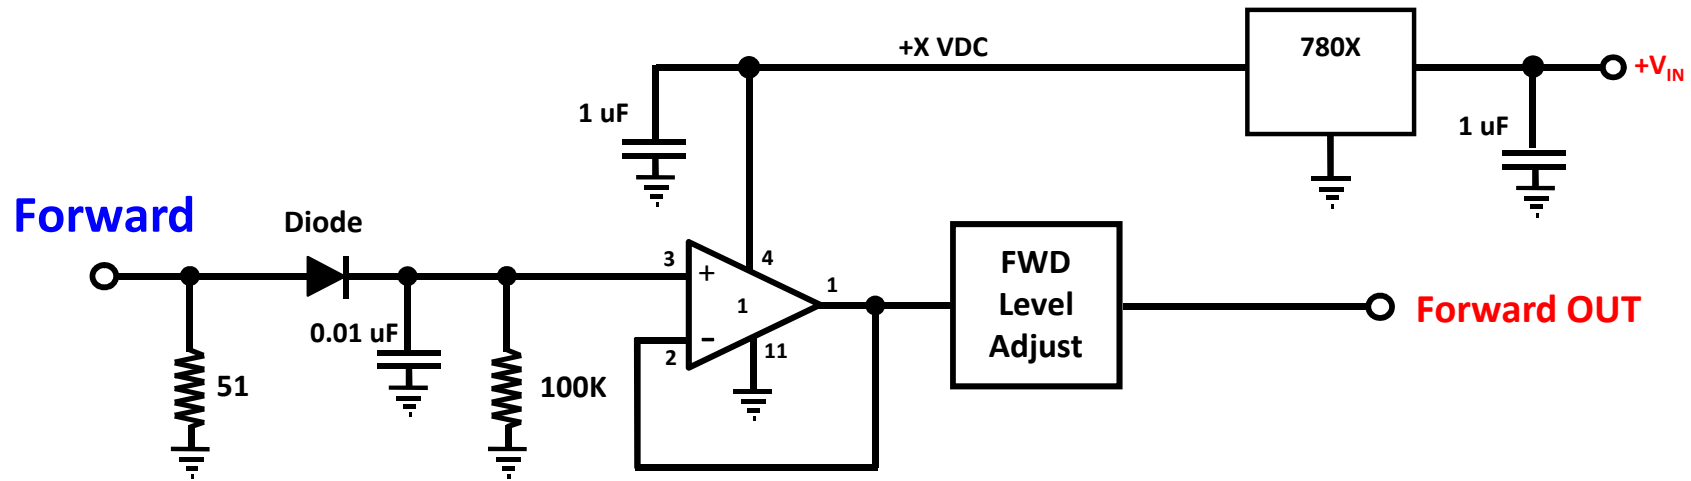 +X VDC
780X
+VIN
1 uF
1 uF
Forward
Diode
3
+
4
1
1
0.01 uF
2
-
11
FWD
Level
Adjust
Forward OUT
51
100K